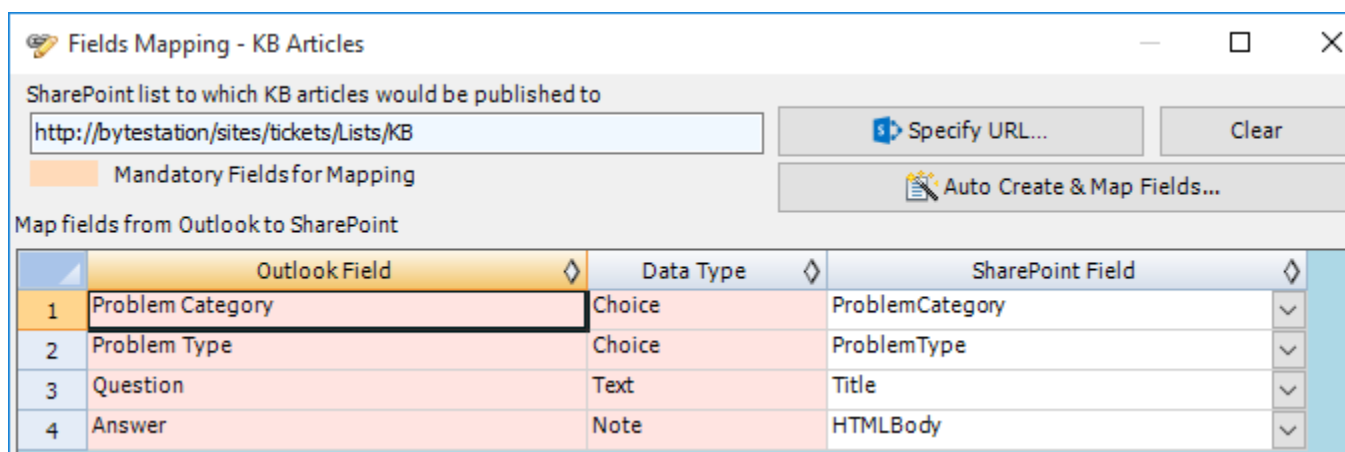 Fields Mapping - KB Articles
SharePoint list to which KB articles would be published to
http://bytestation/sites/tickets/Lists/KB
Specify URL...
Clear
Mandatory Fields for Mapping
Auto Create & Map Fields...
Map fields from Outlook to SharePoint
Outlook Field Data Type SharePoint Field
1 Problem Category Choice ProblemCategory
2 Problem Type Choice ProblemType
3 Question Text Title
4 Answer Note HTMLBody